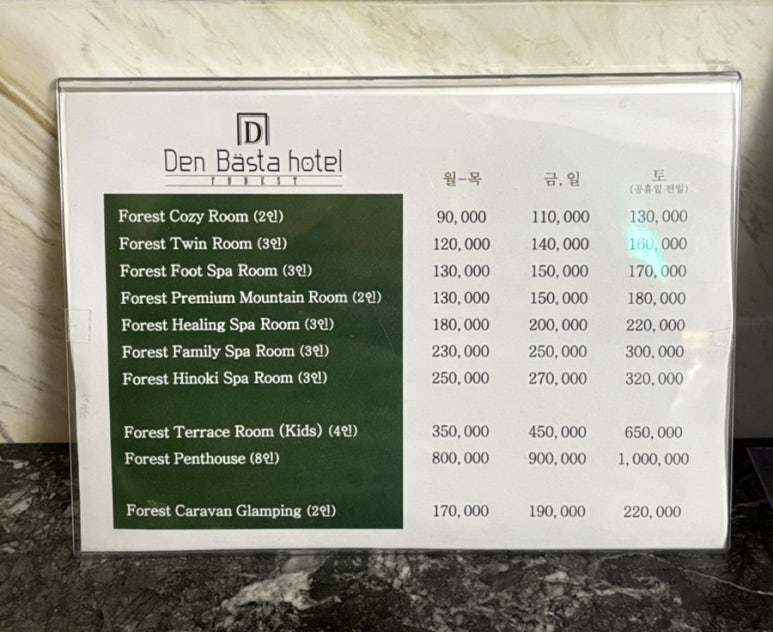 D
Den Bästa hotel
FOREST
월-목 금,일 토
(공휴일 전일)
Forest Cozy Room (2인) 90,000 110,000 130,000
Forest Twin Room (3인) 120,000 140,000 160,000
Forest Foot Spa Room (3인) 130,000 150,000 170,000
Forest Premium Mountain Room (2인) 130,000 150,000 180,000
Forest Healing Spa Room (3인) 180,000 200,000 220,000
Forest Family Spa Room (3인) 230,000 250,000 300,000
Forest Hinoki Spa Room (3인) 250,000 270,000 320,000
Forest Terrace Room (Kids) (4인) 350,000 450,000 650,000
Forest Penthouse (8인) 800,000 900,000 1,000,000
Forest Caravan Glamping (2인) 170,000 190,000 220,000